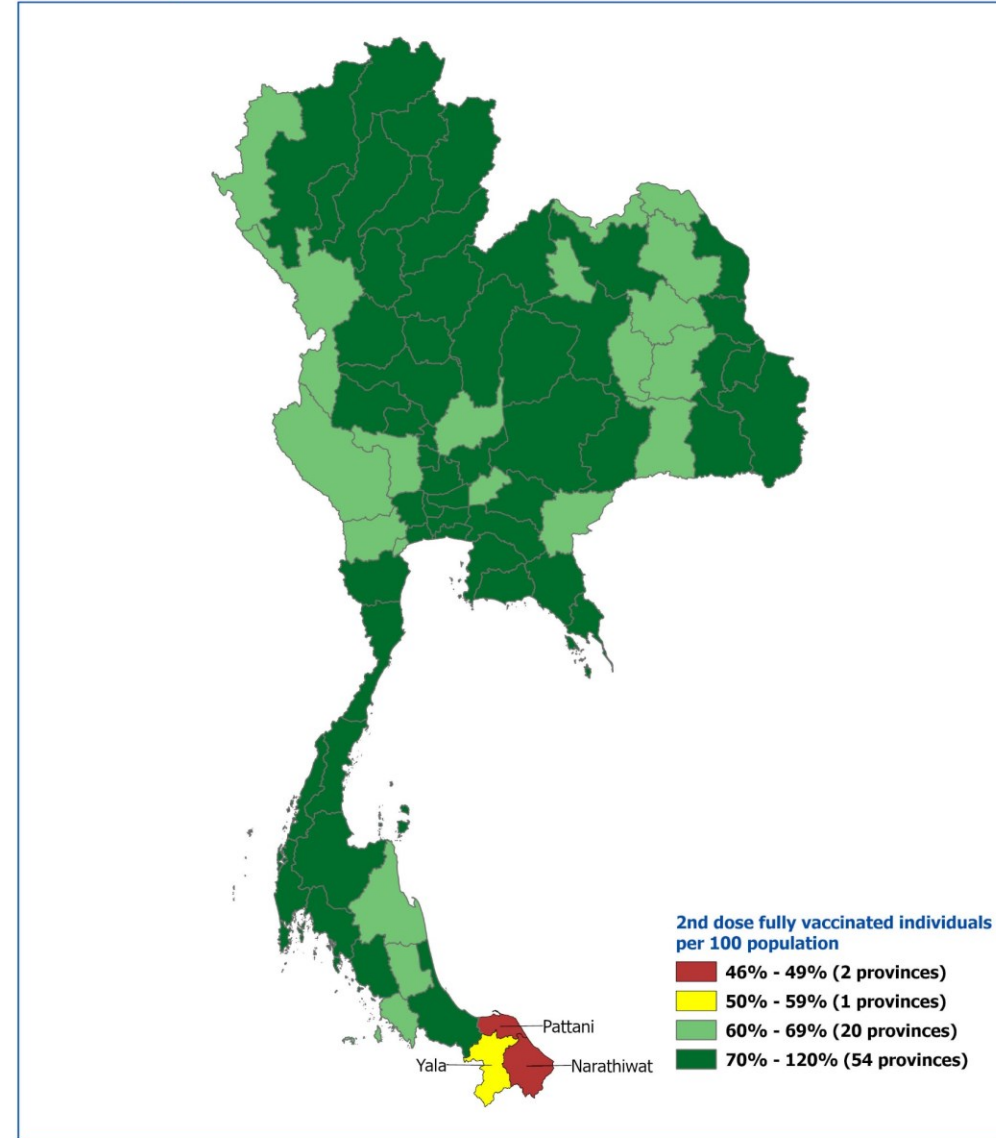 2nd dose fully vaccinated individuals
per 100 population
46% - 49% (2 provinces)
50% - 59% (1 provinces)
60% - 69% (20 provinces)
70% - 120% (54 provinces)
Pattani
Yala
Narathiwat